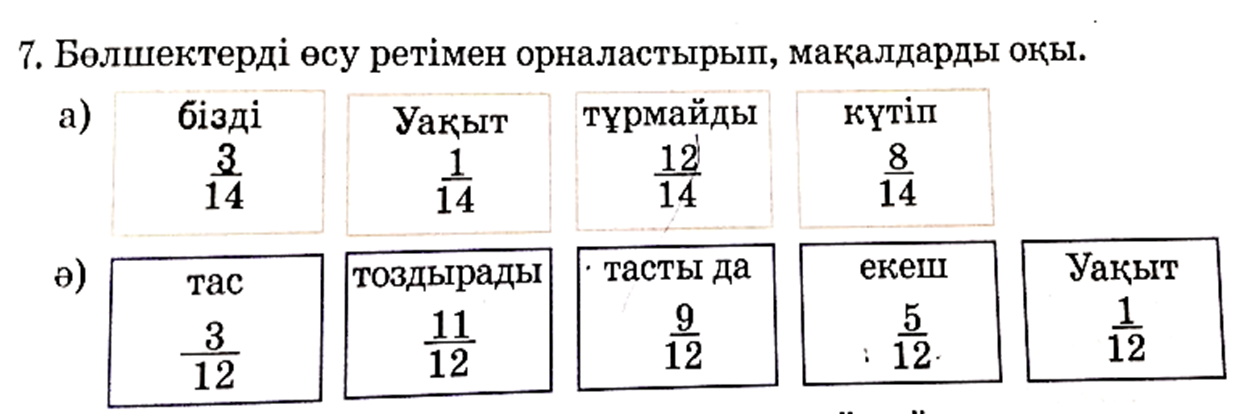 7. Бөлшектерді өсу ретімен орналастырып, мақалдарды оқы.
а) бізді Уақыт тұрмайды күтіп
3/14 1/14 12/14 8/14
ә) тас тоздырады тасты да екеш Уақыт
3/12 11/12 9/12 5/12 1/12